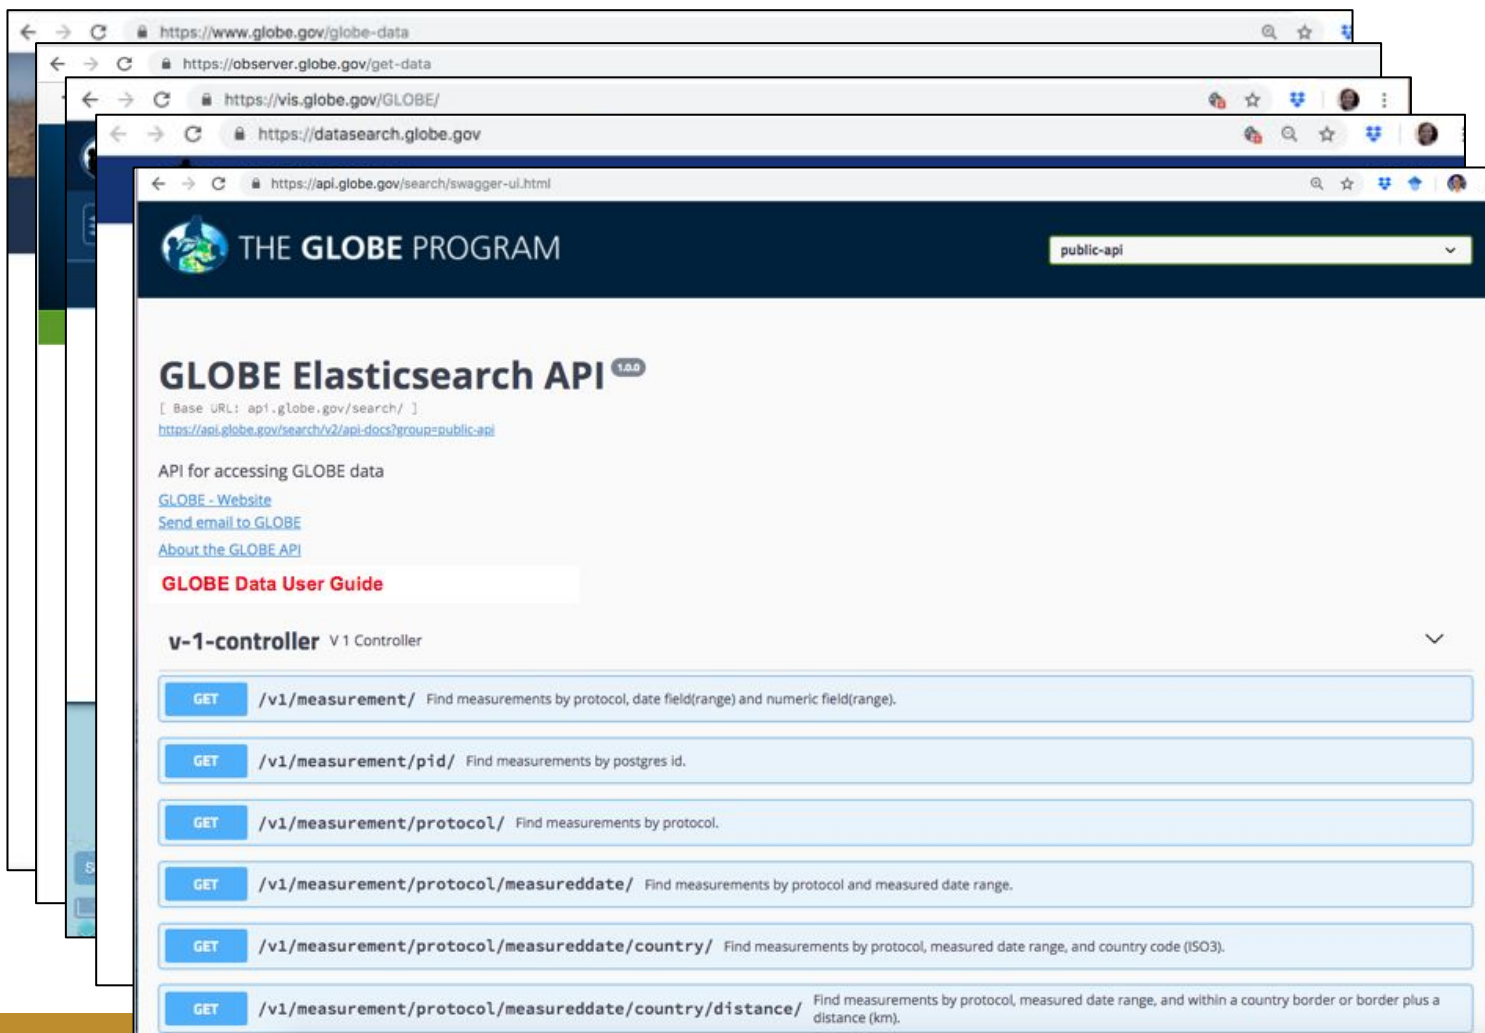 https://www.globe.gov/globe-data
https://observer.globe.gov/get-data
https://vis.globe.gov/GLOBE/
https://datasearch.globe.gov
https://api.globe.gov/search/swagger-ui.html
THE GLOBE PROGRAM
public-api
GLOBE Elasticsearch API 1.0.0
[ Base URL: api.globe.gov/search/ ]
https://api.globe.gov/search/v2/api-docs?group=public-api
API for accessing GLOBE data
GLOBE - Website
Send email to GLOBE
About the GLOBE API
GLOBE Data User Guide
v-1-controller V 1 Controller
GET /v1/measurement/ Find measurements by protocol, date field(range) and numeric field(range).
GET /v1/measurement/pid/ Find measurements by postgres id.
GET /v1/measurement/protocol/ Find measurements by protocol.
GET /v1/measurement/protocol/measureddate/ Find measurements by protocol and measured date range.
GET /v1/measurement/protocol/measureddate/country/ Find measurements by protocol, measured date range, and country code (ISO3).
GET /v1/measurement/protocol/measureddate/country/distance/ Find measurements by protocol, measured date range, and within a country border or border plus a
distance (km).